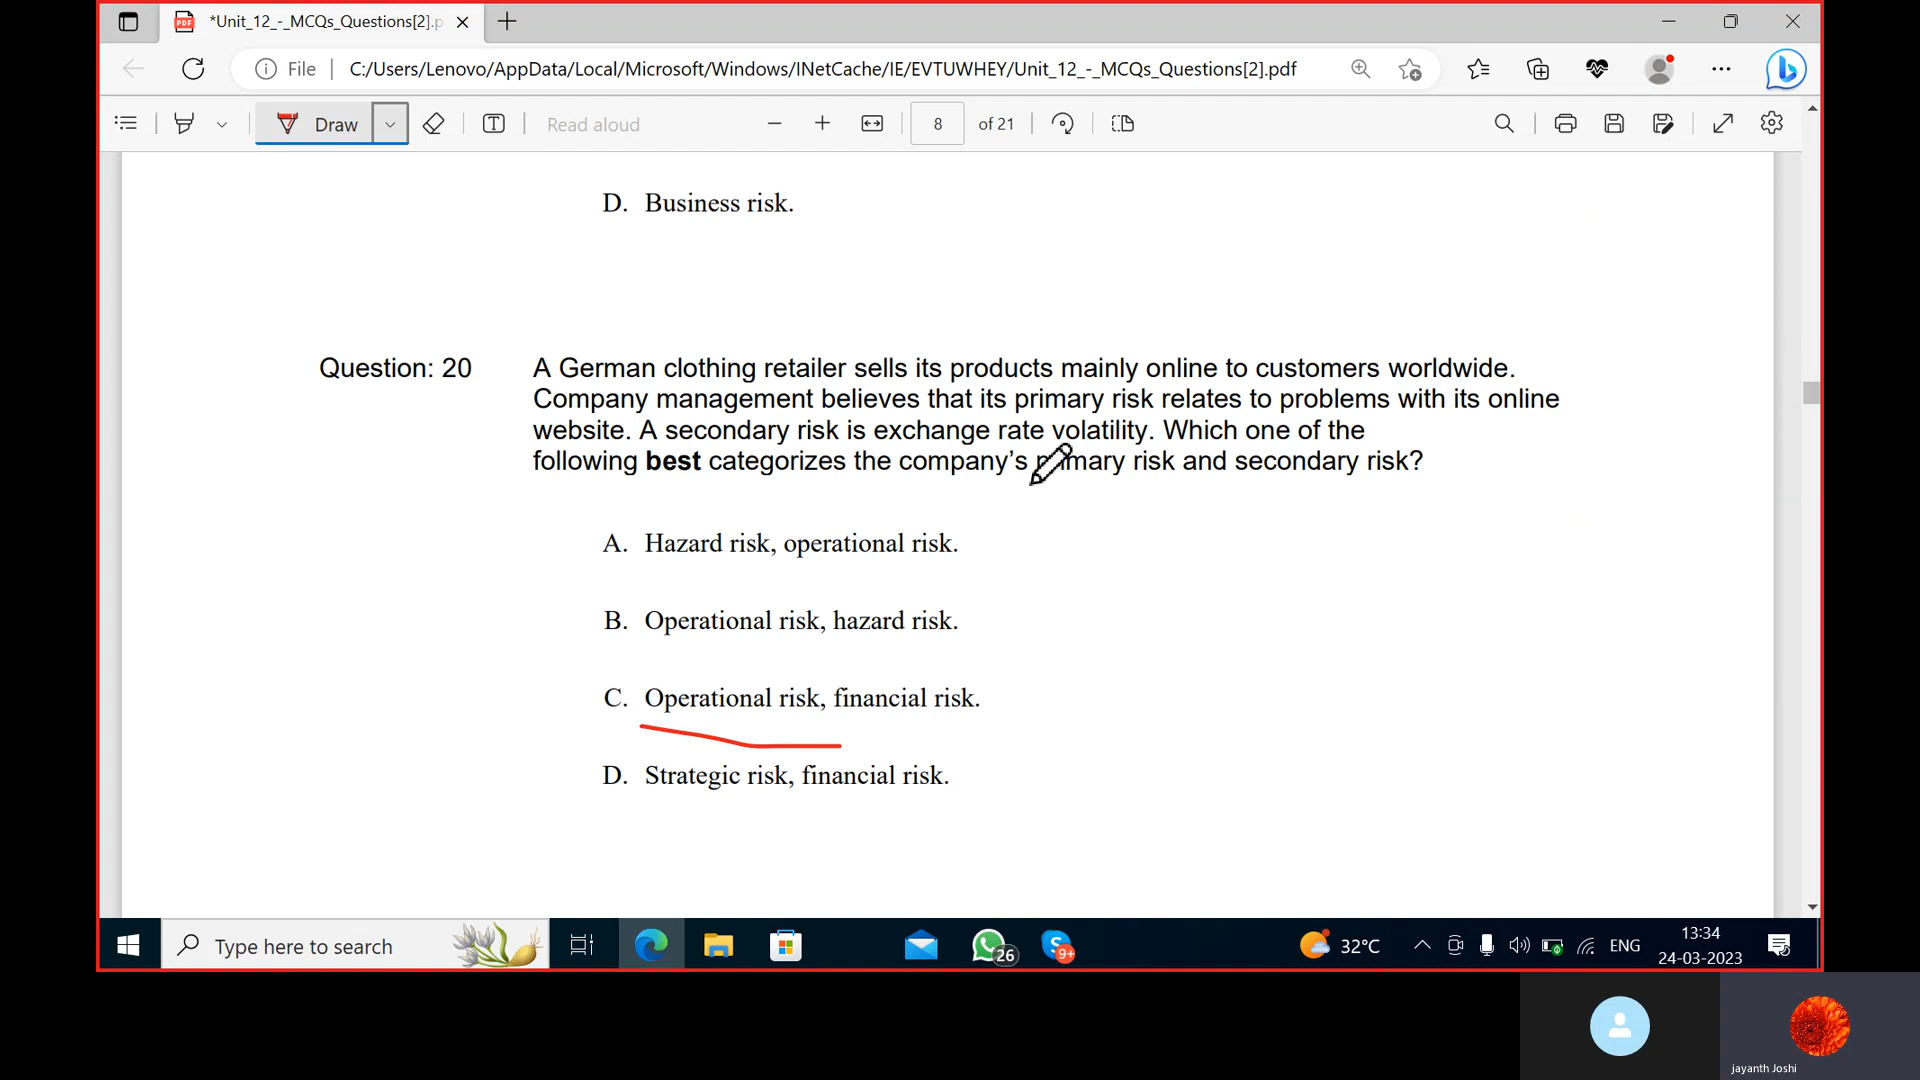 *Unit_12_-_MCQs_Questions[2].p
File
C:/Users/Lenovo/AppData/Local/Microsoft/Windows/INetCache/IE/EVTUWHEY/Unit_12_-_MCQs_Questions[2].pdf
Draw
Read aloud
8
of 21
D. Business risk.
Question: 20
A German clothing retailer sells its products mainly online to customers worldwide.
Company management believes that its primary risk relates to problems with its online
website. A secondary risk is exchange rate volatility. Which one of the
following best categorizes the company's primary risk and secondary risk?
A. Hazard risk, operational risk.
B. Operational risk, hazard risk.
C. Operational risk, financial risk.
D. Strategic risk, financial risk.
Type here to search
26
9+
32°C
ENG
13:34
24-03-2023
jayanth Joshi